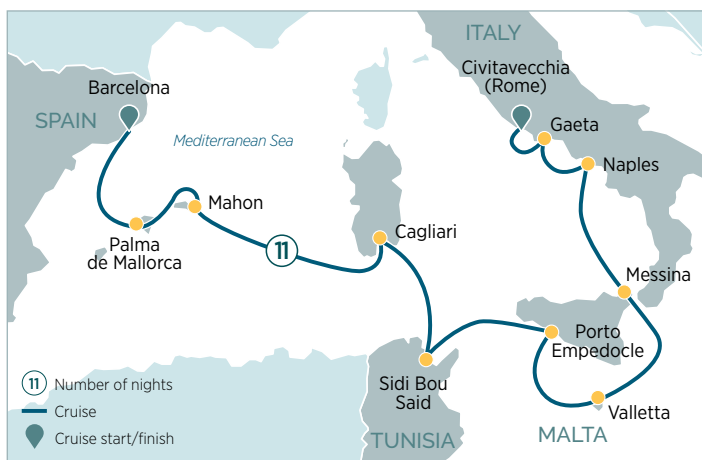 ITALY
Civitavecchia
(Rome)
Barcelona
SPAIN
Gaeta
Mediterranean Sea
Naples
Mahon
Cagliari
Palma
de Mallorca
11
Messina
Porto
Empedocle
Sidi Bou
Said
Valletta
TUNISIA
MALTA
11 Number of nights
Cruise
Cruise start/finish